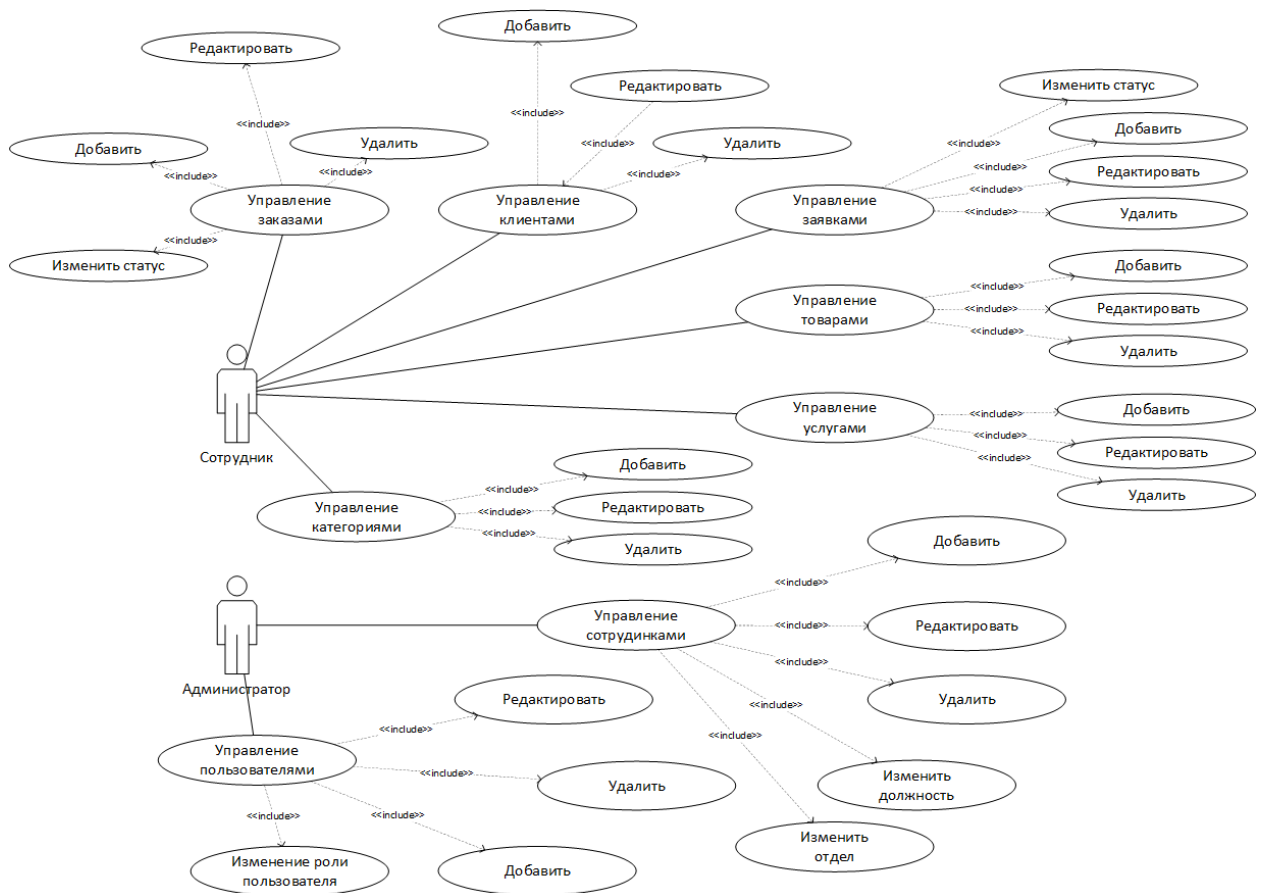 Добавить
Редактировать
<<include>>
Редактировать
<<include>>
Добавить
<<include>>
Удалить
<<include>>
<<include>>
Удалить
<<include>>
Управление
заказами
Управление
клиентами
<<include>>
Изменить статус
Изменить статус
<<include>>
Добавить
<<include>>
Редактировать
<<include>>
Удалить
<<include>>
Управление
заявками
Добавить
<<include>>
Управление
товарами
Редактировать
<<include>>
Удалить
<<include>>
Сотрудник
Управление
услугами
Добавить
<<include>>
Редактировать
<<include>>
Удалить
<<include>>
Управление
категориями
Добавить
<<include>>
Редактировать
<<include>>
Удалить
<<include>>
Администратор
Управление
сотрудинками
Добавить
<<include>>
Редактировать
<<include>>
Удалить
<<include>>
<<include>>
Изменить
должность
<<include>>
Изменить
отдел
Управление
пользователями
Редактировать
<<include>>
Удалить
<<include>>
<<include>>
Изменение роли
пользователя
<<include>>
Добавить